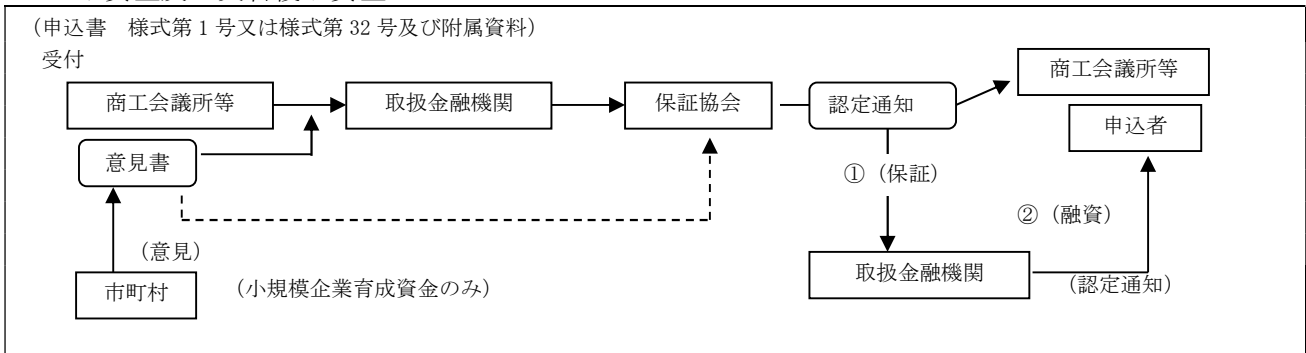 （申込書　様式第１号又は様式第 32 号及び附属資料）
受付
商工会議所等
取扱金融機関
保証協会
認定通知
商工会議所等
申込者
意見書
①（保証）
②（融資）
（意見）
取扱金融機関
（認定通知）
市町村
（小規模企業育成資金のみ）